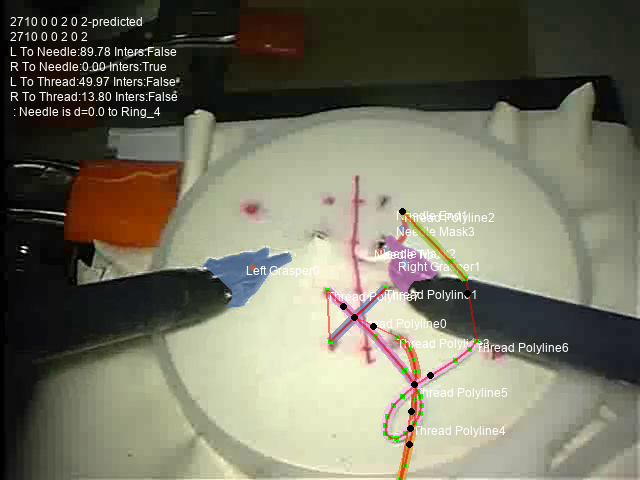 2710 0 0 2 0 2-predicted
2710 0 0 2 0 2
L To Needle:89.78 Inters:False
R To Needle:0.00 Inters:True
L To Thread:49.97 Inters:False
R To Thread:13.80 Inters:False
: Needle is d=0.0 to Ring_4
Thread Polyline2
Needle Mask3
Left Grasper0
Right Grasper1
Thread Polyline1
Thread Polyline6
Thread Polyline5
Thread Polyline4